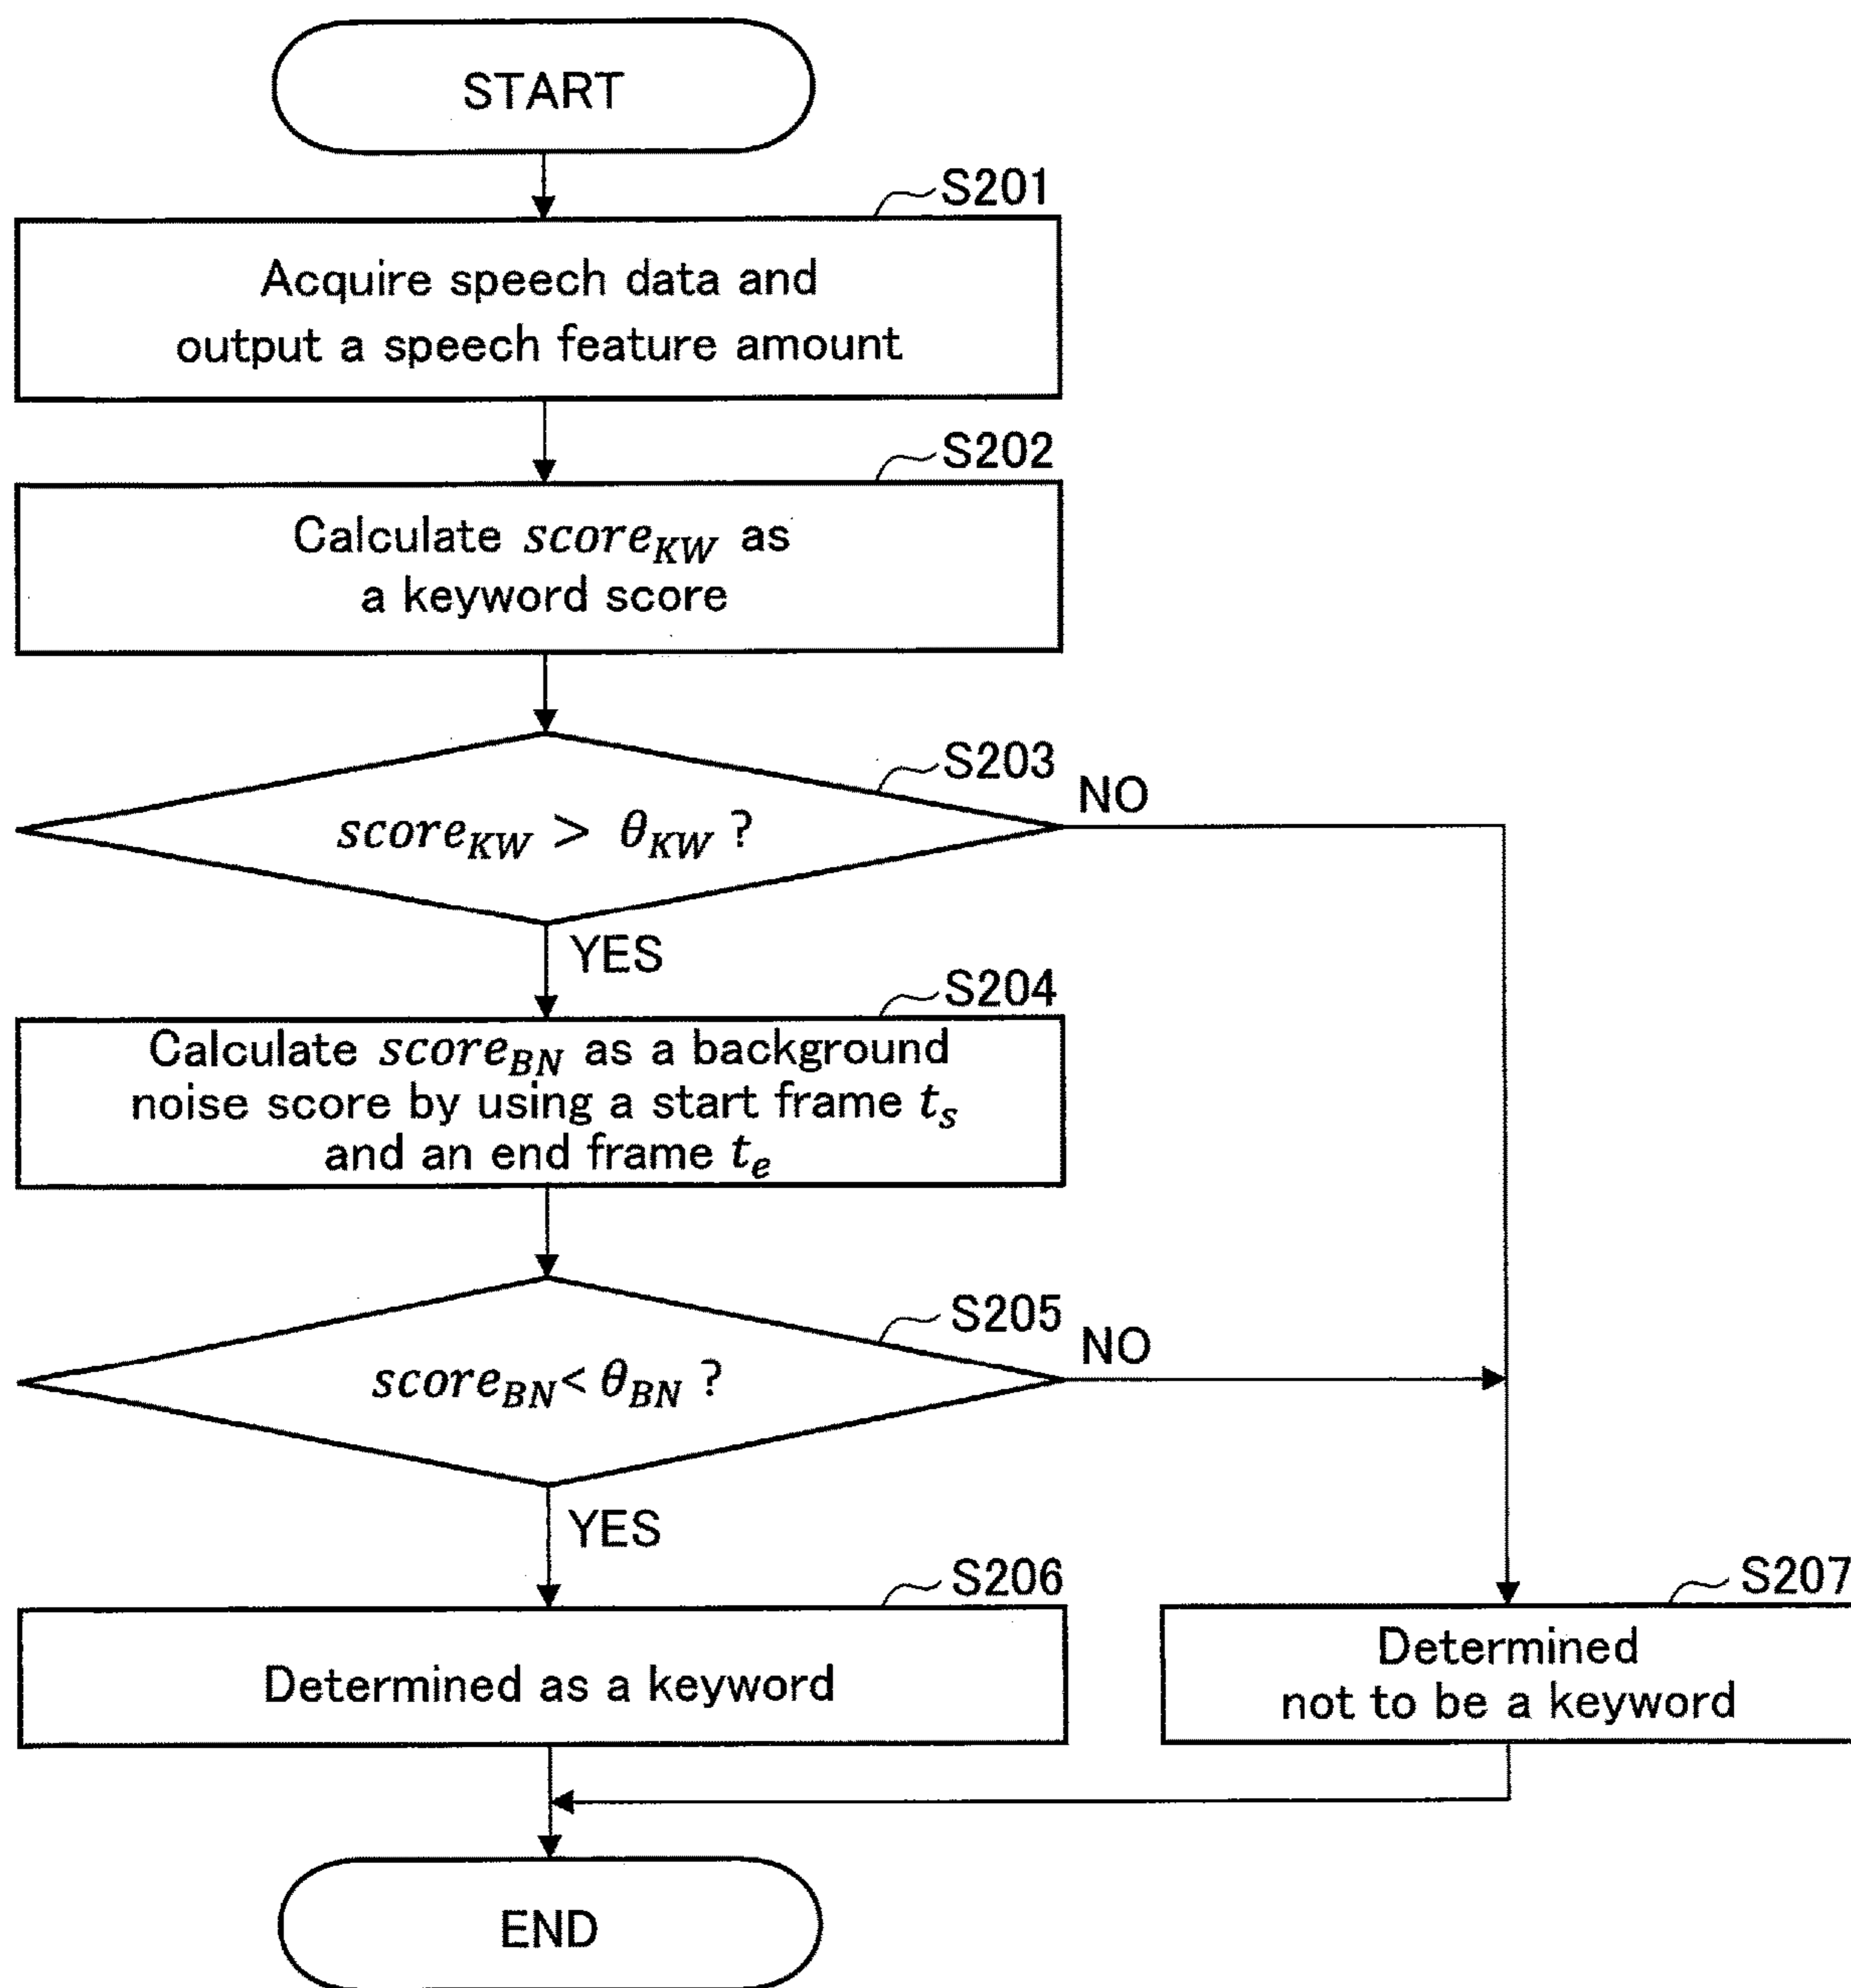 START
S201
Acquire speech data and
output a speech feature amount
S202
Calculate score_KW as
a keyword score
S203
score_KW > θ_KW ?
NO
YES
S204
Calculate score_BN as a background
noise score by using a start frame t_s
and an end frame t_e
S205
score_BN < θ_BN ?
NO
YES
S206
Determined as a keyword
S207
Determined
not to be a keyword
END